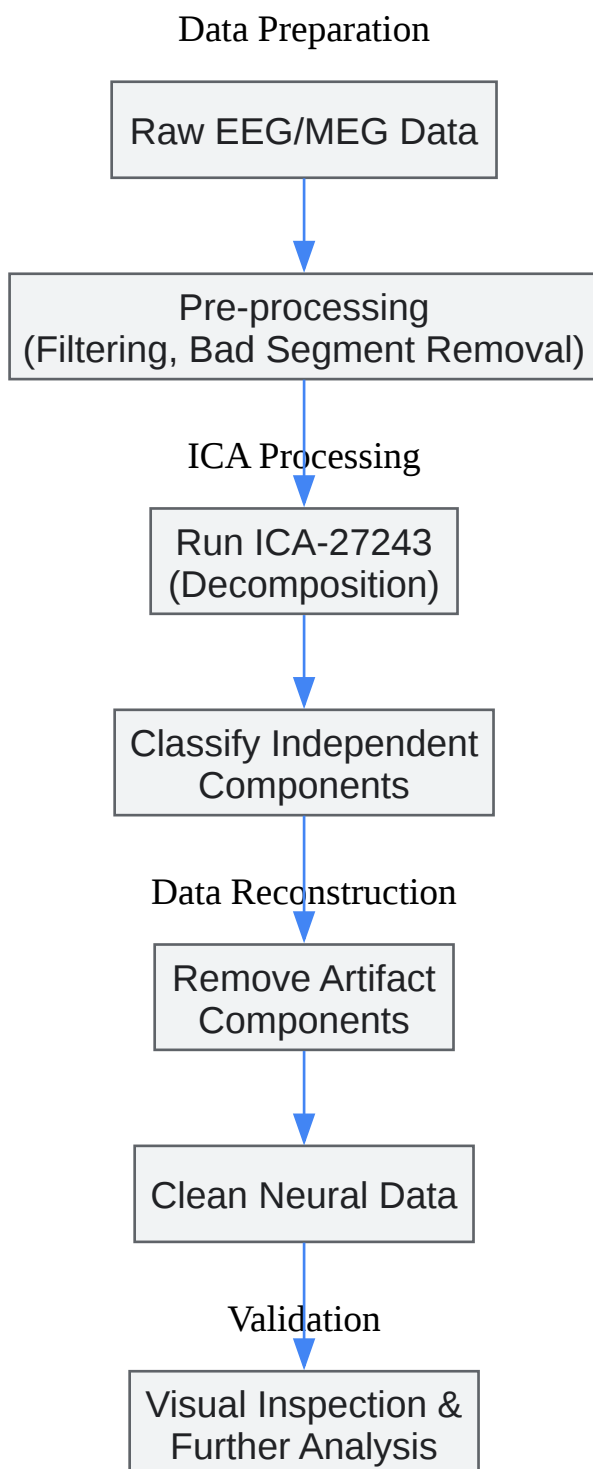 Data Preparation
Raw EEG/MEG Data
Pre-processing
(Filtering, Bad Segment Removal)
ICA Processing
Run ICA-27243
(Decomposition)
Classify Independent
Components
Data Reconstruction
Remove Artifact
Components
Clean Neural Data
Validation
Visual Inspection &
Further Analysis